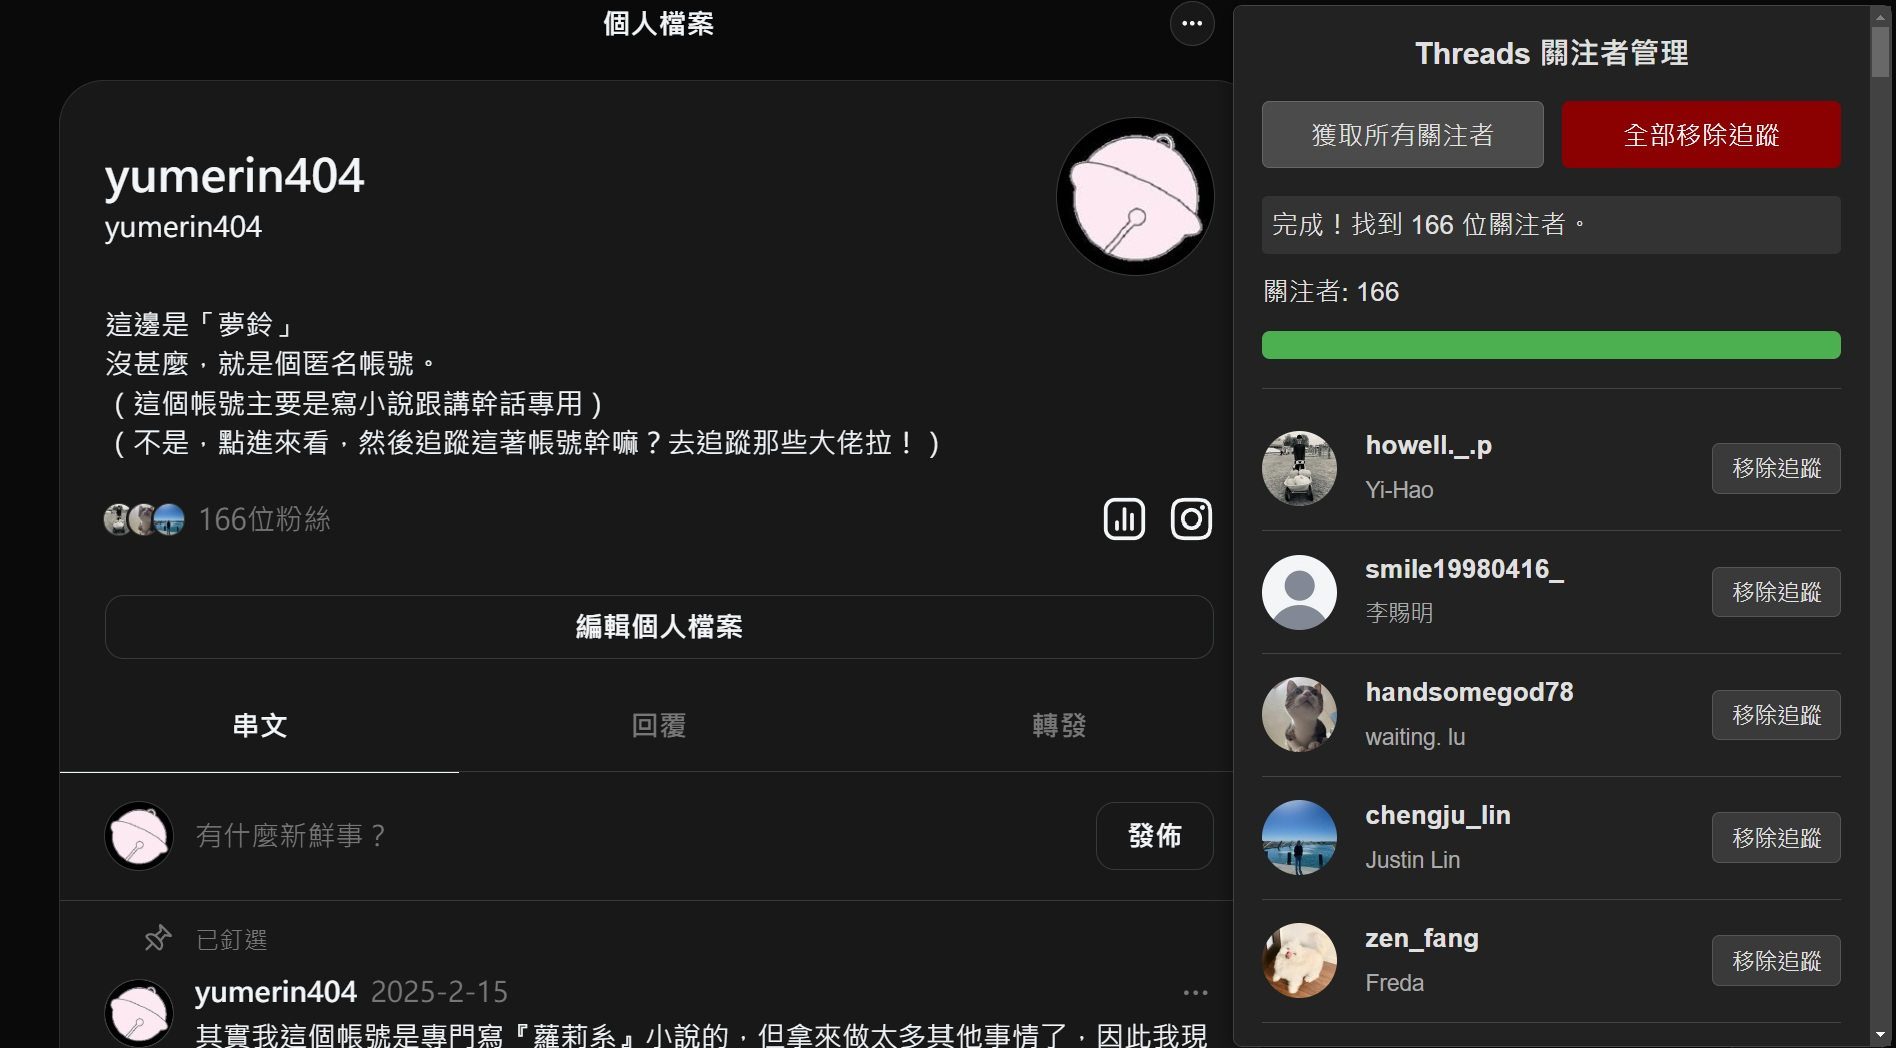 個人檔案
yumerin404
yumerin404
這邊是「夢鈴」
沒甚麼，就是個匿名帳號。
（這個帳號主要是寫小說跟講幹話專用）
（不是，點進來看，然後追蹤這著帳號幹嘛？去追蹤那些大佬拉！）
166位粉絲
編輯個人檔案
串文
回覆
轉發
有什麼新鮮事？
發佈
已釘選
yumerin404 2025-2-15
其實我這個帳號是專門寫『蘿莉系』小說的，但拿來做太多其他事情了，因此我現
Threads 關注者管理
獲取所有關注者
全部移除追蹤
完成！找到 166 位關注者。
關注者: 166
howell._.p
Yi-Hao
移除追蹤
smile19980416_
李賜明
移除追蹤
handsomegod78
waiting. lu
移除追蹤
chengju_lin
Justin Lin
移除追蹤
zen_fang
Freda
移除追蹤